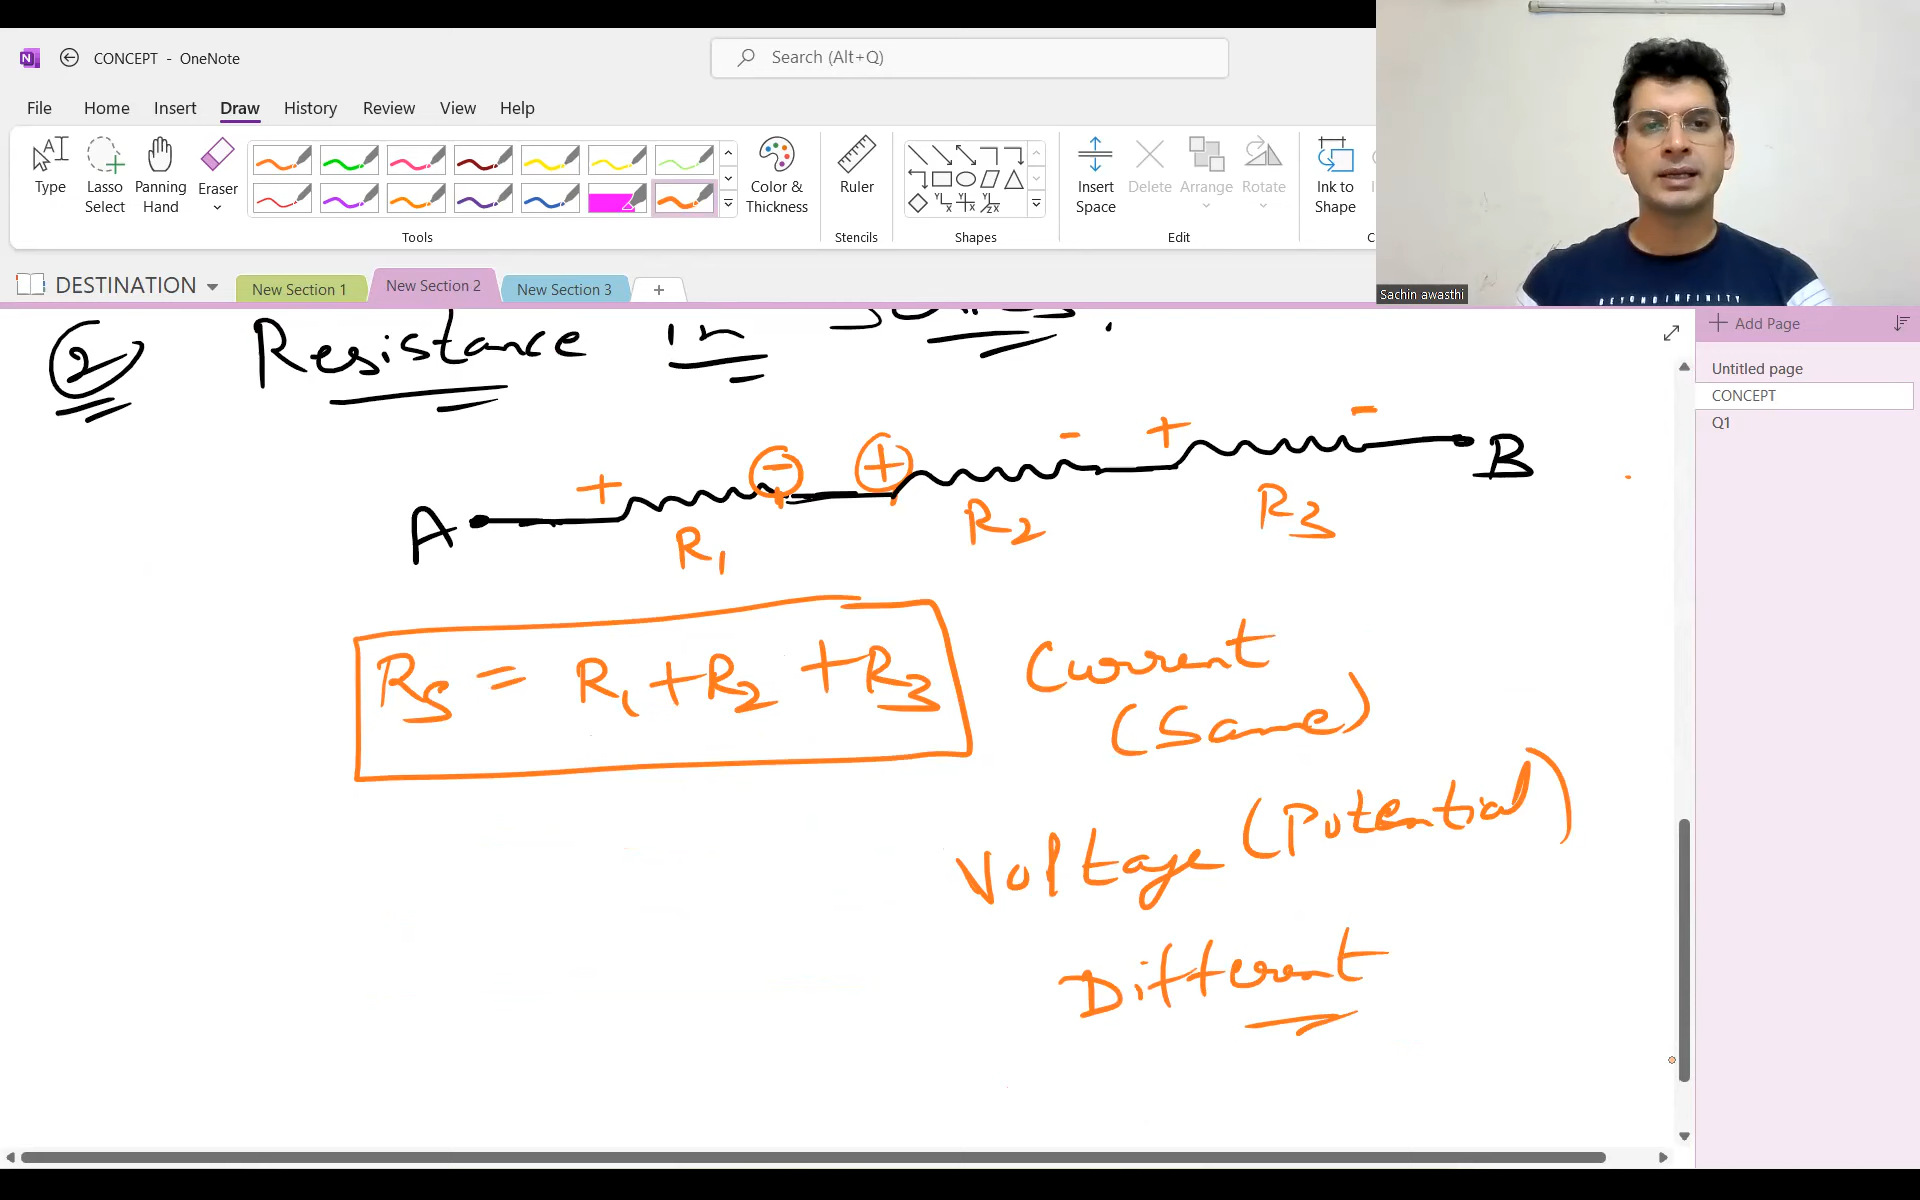 CONCEPT - OneNote
Search (Alt+Q)
File Home Insert Draw History Review View Help
Type
Lasso Select
Panning Hand
Eraser
Color & Thickness
Ruler
Insert Space
Delete
Arrange
Rotate
Ink to Shape
Tools
Stencils
Shapes
Edit
DESTINATION
New Section 1
New Section 2
New Section 3
+
Sachin awasthi
BEYOND INFINITY
Add Page
Untitled page
CONCEPT
Q1
② Resistance in
+ - + - + -
A B
R1 R2 R3
RS = R1 + R2 + R3
Current
(Same)
Voltage (Potential)
Different